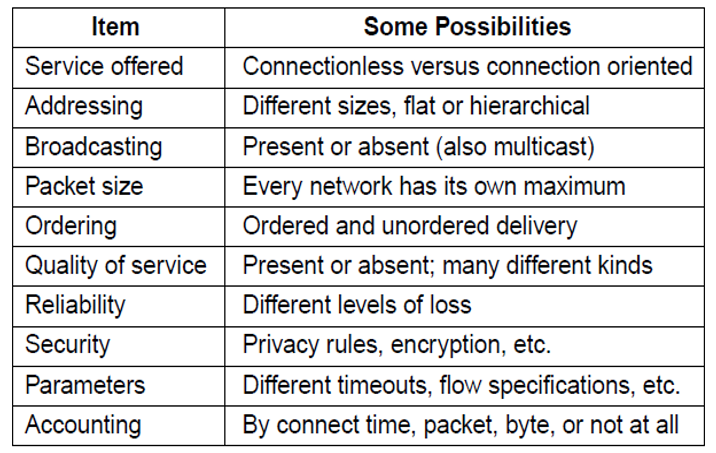 Item Some Possibilities
Service offered Connectionless versus connection oriented
Addressing Different sizes, flat or hierarchical
Broadcasting Present or absent (also multicast)
Packet size Every network has its own maximum
Ordering Ordered and unordered delivery
Quality of service Present or absent; many different kinds
Reliability Different levels of loss
Security Privacy rules, encryption, etc.
Parameters Different timeouts, flow specifications, etc.
Accounting By connect time, packet, byte, or not at all